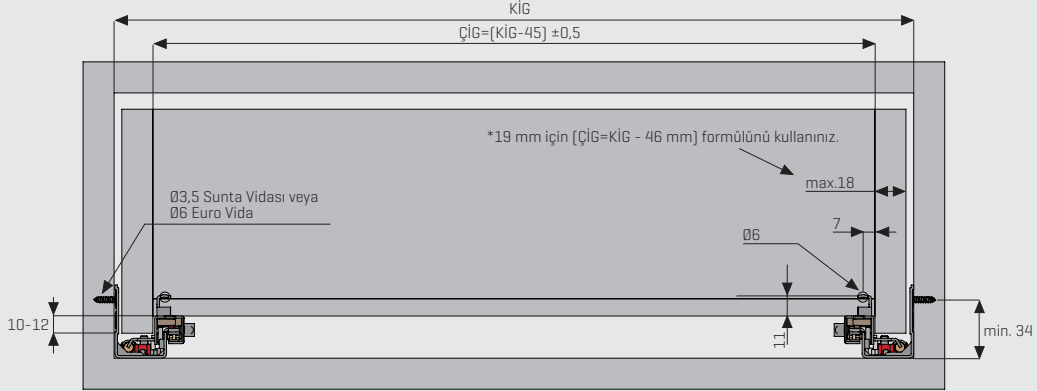 KİG
ÇİG=(KİG-45) ±0,5
*19 mm için (ÇİG=KİG - 46 mm) formülünü kullanınız.
max.18
Ø3,5 Sunta Vidası veya
Ø6 Euro Vida
7
Ø6
10-12
11
min. 34